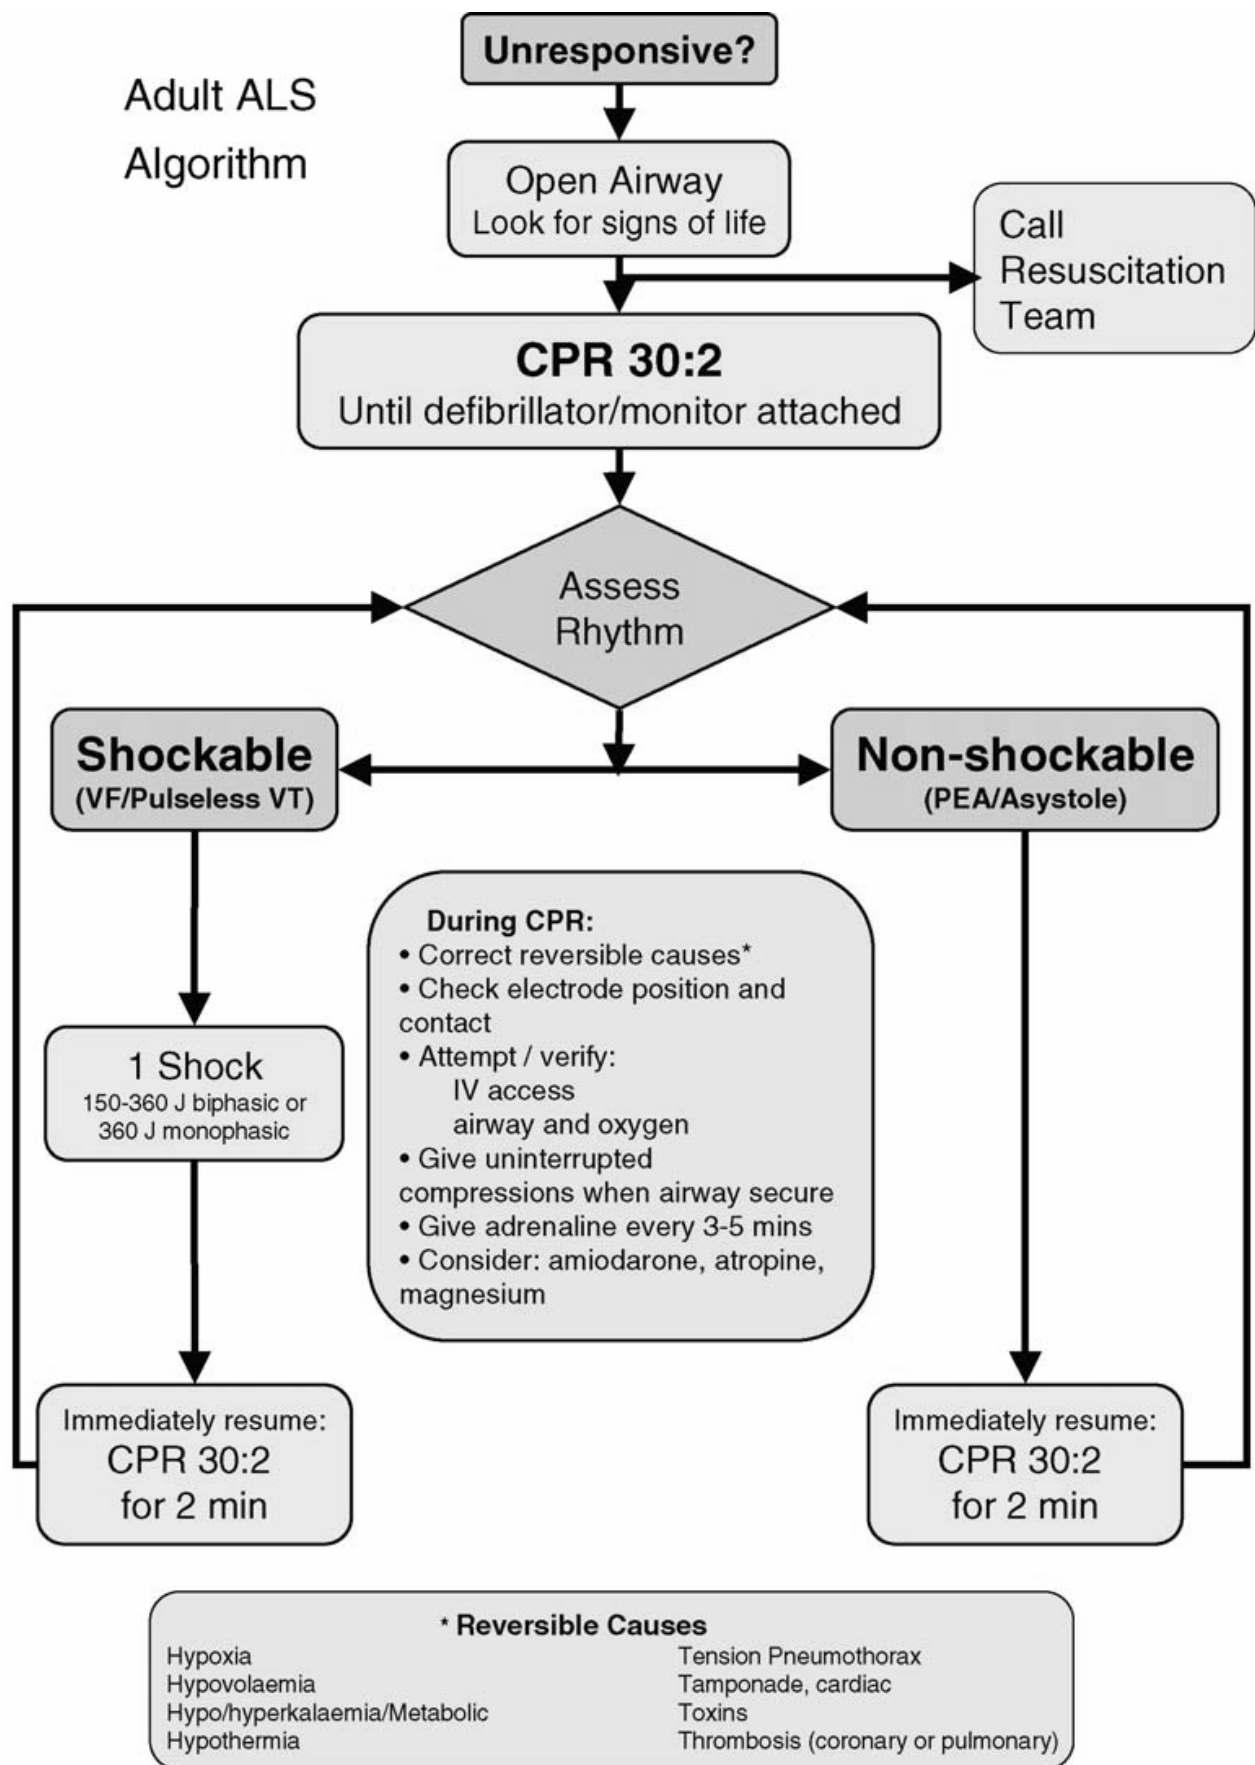 Unresponsive?
Adult ALS
Algorithm
Open Airway
Look for signs of life
Call
Resuscitation
Team
CPR 30:2
Until defibrillator/monitor attached
Assess
Rhythm
Shockable
(VF/Pulseless VT)
Non-shockable
(PEA/Asystole)
During CPR:
• Correct reversible causes*
• Check electrode position and
contact
• Attempt / verify:
IV access
airway and oxygen
• Give uninterrupted
compressions when airway secure
• Give adrenaline every 3-5 mins
• Consider: amiodarone, atropine,
magnesium
1 Shock
150-360 J biphasic or
360 J monophasic
Immediately resume:
CPR 30:2
for 2 min
Immediately resume:
CPR 30:2
for 2 min
* Reversible Causes
Hypoxia
Hypovolaemia
Hypo/hyperkalaemia/Metabolic
Hypothermia
Tension Pneumothorax
Tamponade, cardiac
Toxins
Thrombosis (coronary or pulmonary)